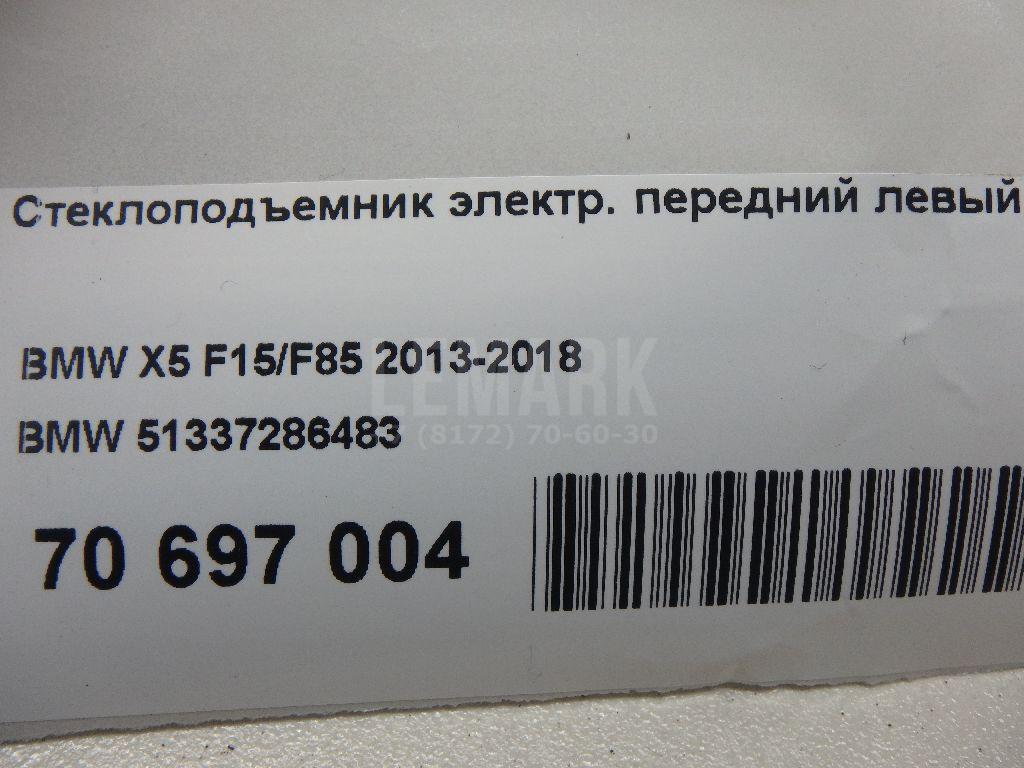 Стеклоподъемник электр. передний левый
BMW X5 F15/F85 2013-2018
LEMARK
BMW 51337286483
(8172) 70-60-30
70 697 004